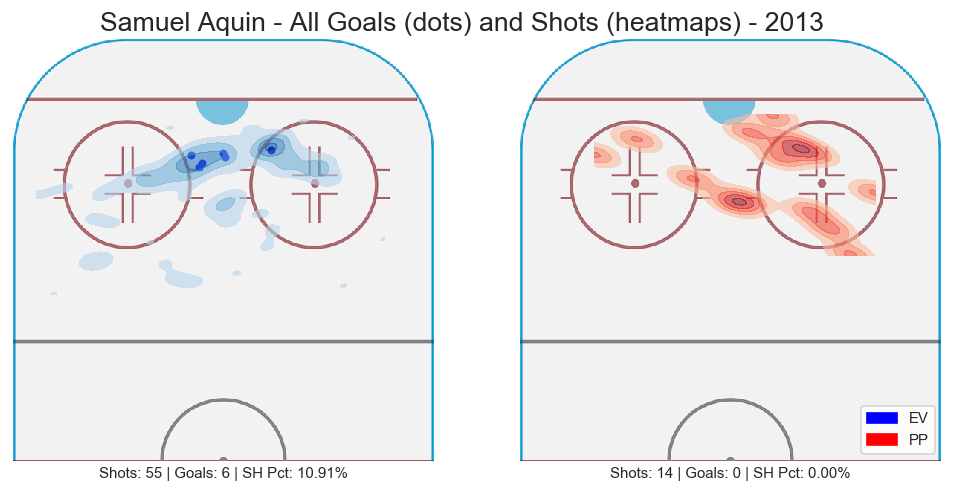 Samuel Aquin - All Goals (dots) and Shots (heatmaps) - 2013
EV
PP
Shots: 55 | Goals: 6 | SH Pct: 10.91%
Shots: 14 | Goals: 0 | SH Pct: 0.00%